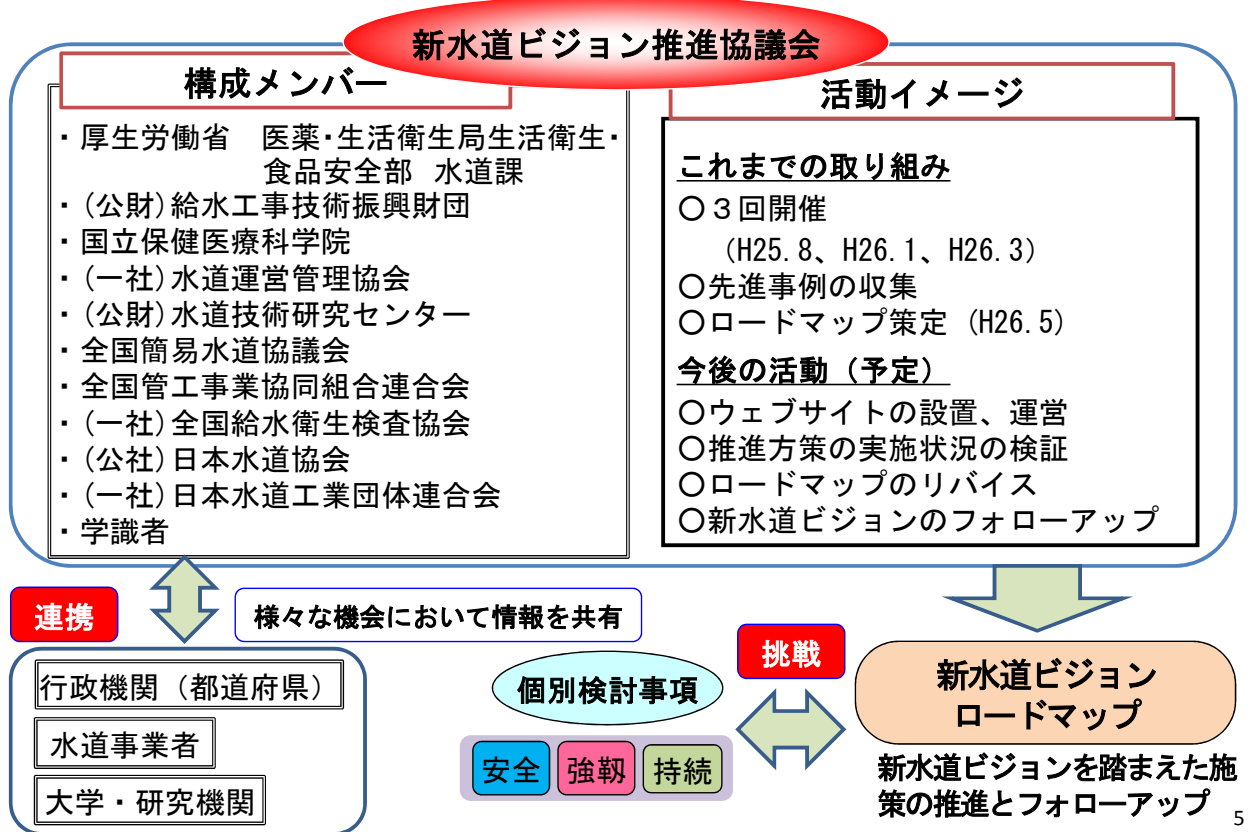 新水道ビジョン推進協議会
構成メンバー
・厚生労働省　医薬・生活衛生局生活衛生・
食品安全部　水道課
・(公財)給水工事技術振興財団
・国立保健医療科学院
・(一社)水道運営管理協会
・(公財)水道技術研究センター
・全国簡易水道協議会
・全国管工事業協同組合連合会
・(一社)全国給水衛生検査協会
・(公社)日本水道協会
・(一社)日本水道工業団体連合会
・学識者
活動イメージ
これまでの取り組み
〇３回開催
（H25.8、H26.1、H26.3）
〇先進事例の収集
〇ロードマップ策定（H26.5）
今後の活動（予定）
〇ウェブサイトの設置、運営
〇推進方策の実施状況の検証
〇ロードマップのリバイス
〇新水道ビジョンのフォローアップ
連携
様々な機会において情報を共有
行政機関（都道府県）
水道事業者
大学・研究機関
個別検討事項
安全
強靱
持続
挑戦
新水道ビジョン
ロードマップ
新水道ビジョンを踏まえた施
策の推進とフォローアップ
5